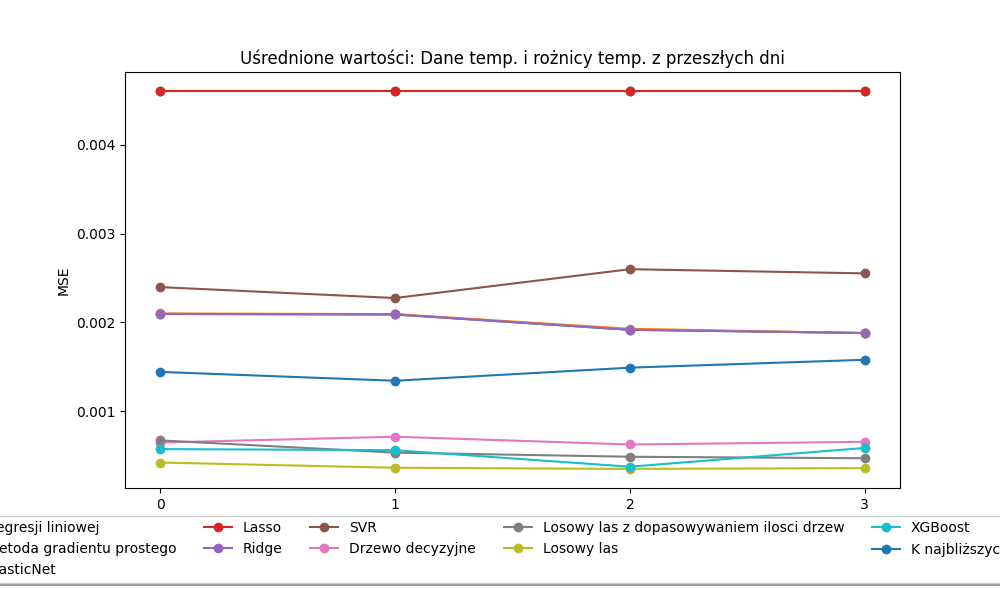 Uśrednione wartości: Dane temp. i rożnicy temp. z przeszłych dni
0.004
0.003
MSE
0.002
0.001
0 1 2 3
egresji liniowej Lasso SVR Losowy las z dopasowywaniem ilosci drzew XGBoost
etoda gradientu prostego Ridge Drzewo decyzyjne Losowy las K najbliższyc
asticNet